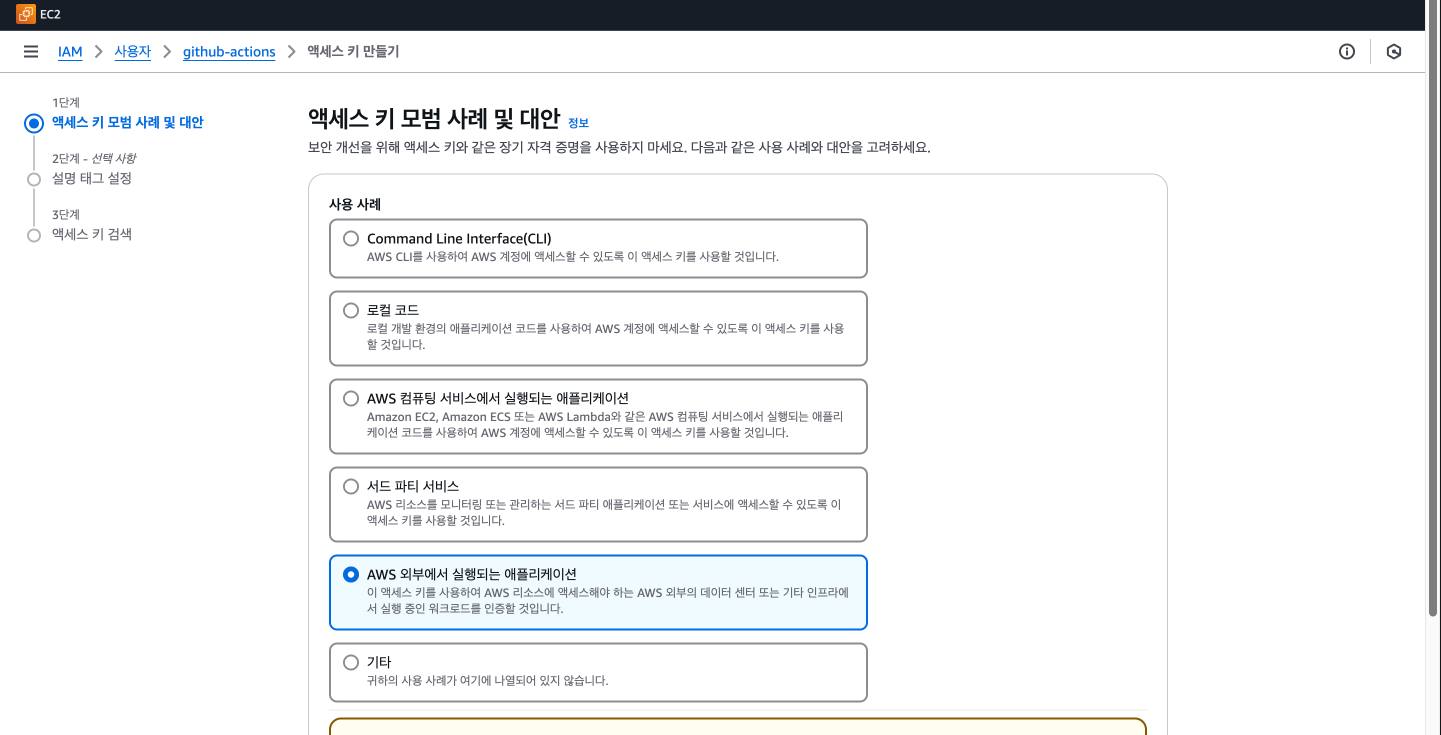 EC2
IAM > 사용자 > github-actions > 액세스 키 만들기
1단계
액세스 키 모범 사례 및 대안
2단계 - 선택 사항
설명 태그 설정
3단계
액세스 키 검색
액세스 키 모범 사례 및 대안 정보
보안 개선을 위해 액세스 키와 같은 장기 자격 증명을 사용하지 마세요. 다음과 같은 사용 사례와 대안을 고려하세요.
사용 사례
Command Line Interface(CLI)
AWS CLI를 사용하여 AWS 계정에 액세스할 수 있도록 이 액세스 키를 사용할 것입니다.
로컬 코드
로컬 개발 환경의 애플리케이션 코드를 사용하여 AWS 계정에 액세스할 수 있도록 이 액세스 키를 사용
할 것입니다.
AWS 컴퓨팅 서비스에서 실행되는 애플리케이션
Amazon EC2, Amazon ECS 또는 AWS Lambda와 같은 AWS 컴퓨팅 서비스에서 실행되는 애플리
케이션 코드를 사용하여 AWS 계정에 액세스할 수 있도록 이 액세스 키를 사용할 것입니다.
서드 파티 서비스
AWS 리소스를 모니터링 또는 관리하는 서드 파티 애플리케이션 또는 서비스에 액세스할 수 있도록 이
액세스 키를 사용할 것입니다.
AWS 외부에서 실행되는 애플리케이션
이 액세스 키를 사용하여 AWS 리소스에 액세스해야 하는 AWS 외부의 데이터 센터 또는 기타 인프라에
서 실행 중인 워크로드를 인증할 것입니다.
기타
귀하의 사용 사례가 여기에 나열되어 있지 않습니다.